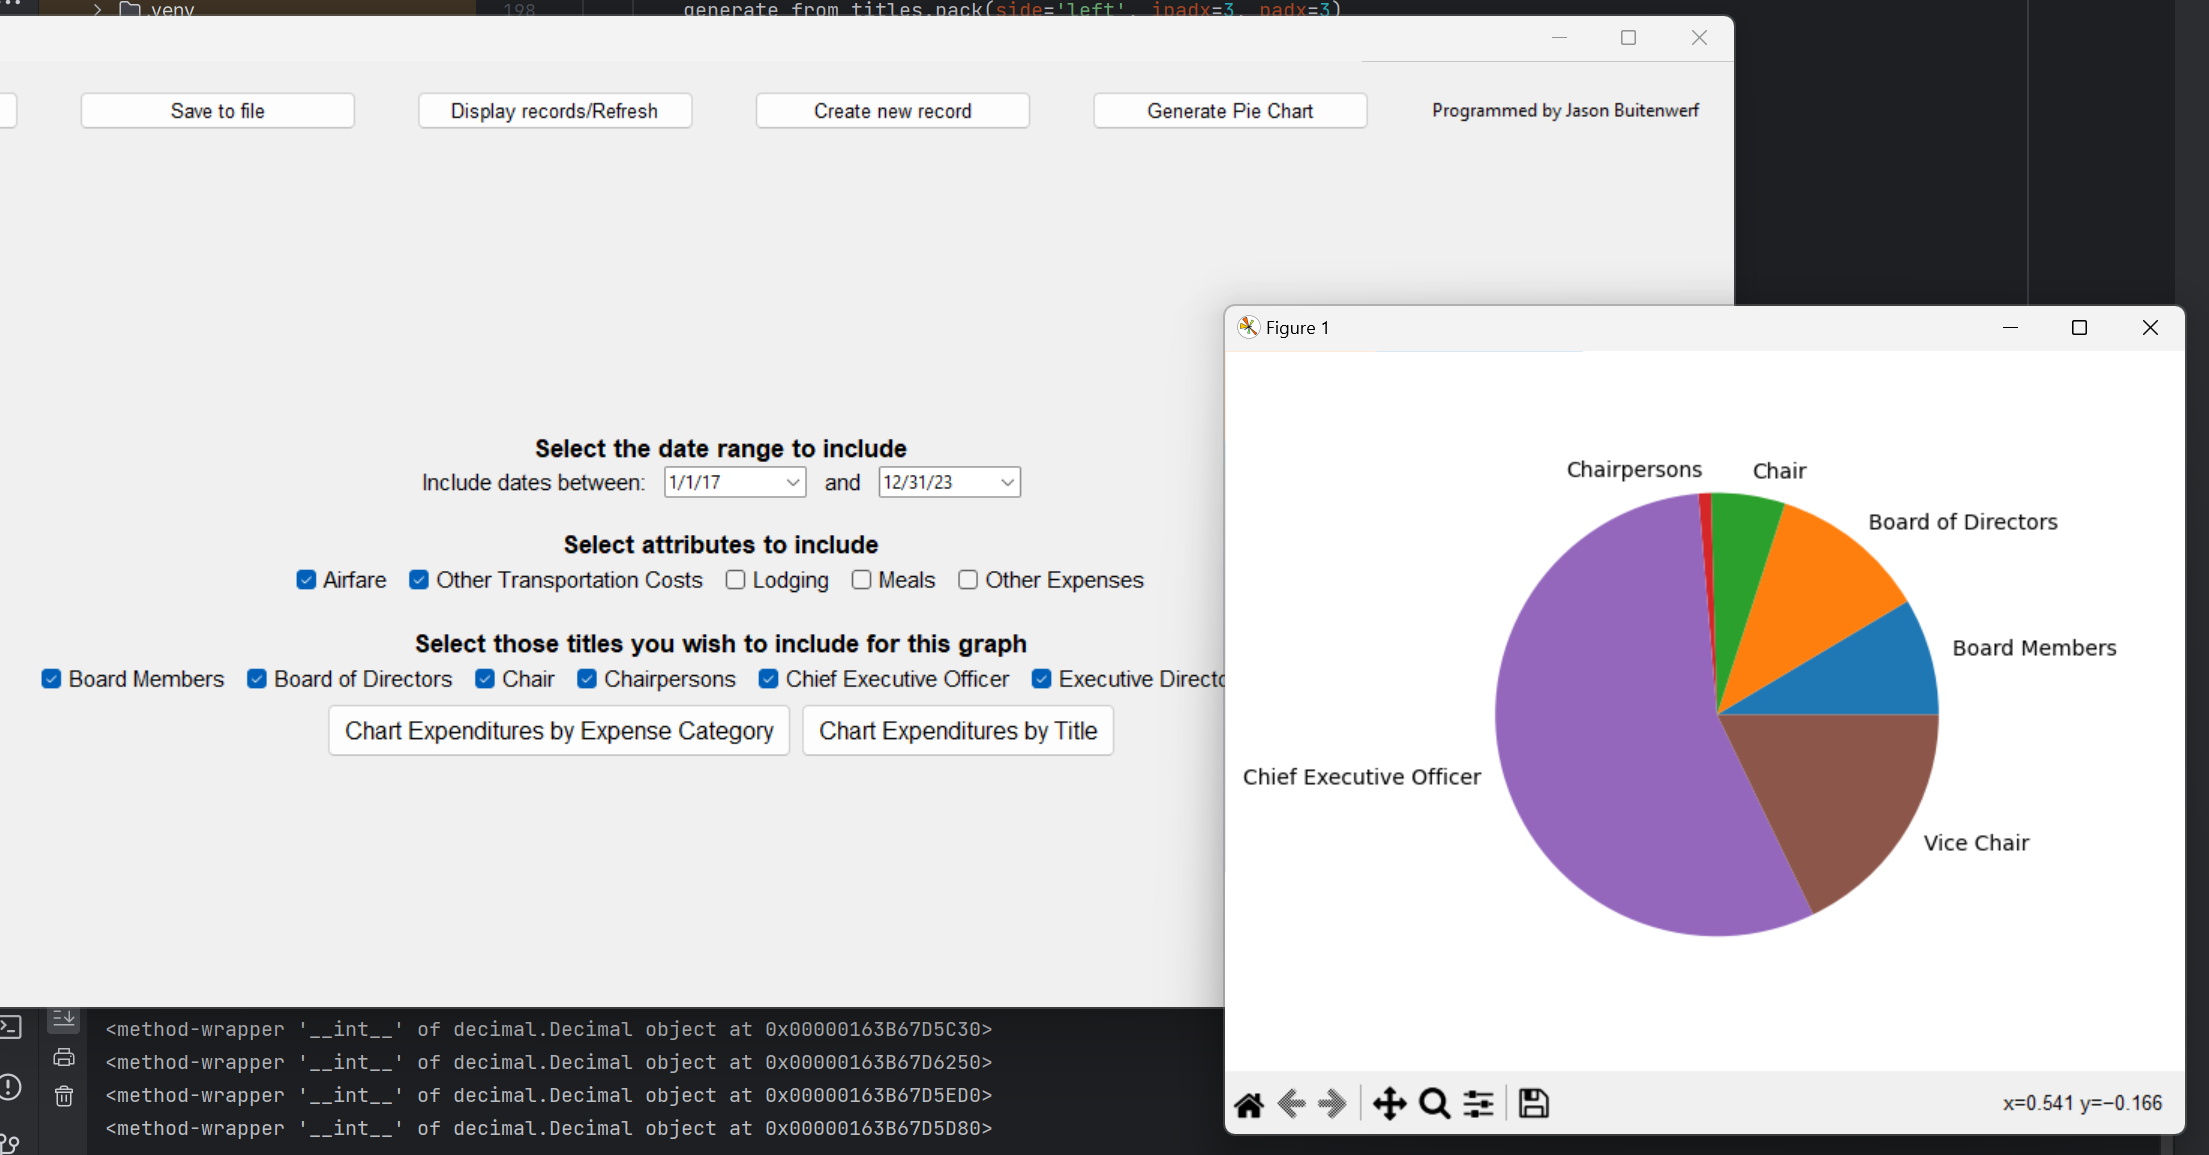 .venv
198 generate_from_titles.pack(side='left', ipadx=3, padx=3)
Save to file
Display records/Refresh
Create new record
Generate Pie Chart
Programmed by Jason Buitenwerf
Select the date range to include
Include dates between: 1/1/17 and 12/31/23
Select attributes to include
Airfare Other Transportation Costs Lodging Meals Other Expenses
Select those titles you wish to include for this graph
Board Members Board of Directors Chair Chairpersons Chief Executive Officer Executive Directo
Chart Expenditures by Expense Category
Chart Expenditures by Title
Figure 1
Chairpersons
Chair
Board of Directors
Board Members
Chief Executive Officer
Vice Chair
x=0.541 y=−0.166
<method-wrapper '__int__' of decimal.Decimal object at 0x00000163B67D5C30>
<method-wrapper '__int__' of decimal.Decimal object at 0x00000163B67D6250>
<method-wrapper '__int__' of decimal.Decimal object at 0x00000163B67D5ED0>
<method-wrapper '__int__' of decimal.Decimal object at 0x00000163B67D5D80>